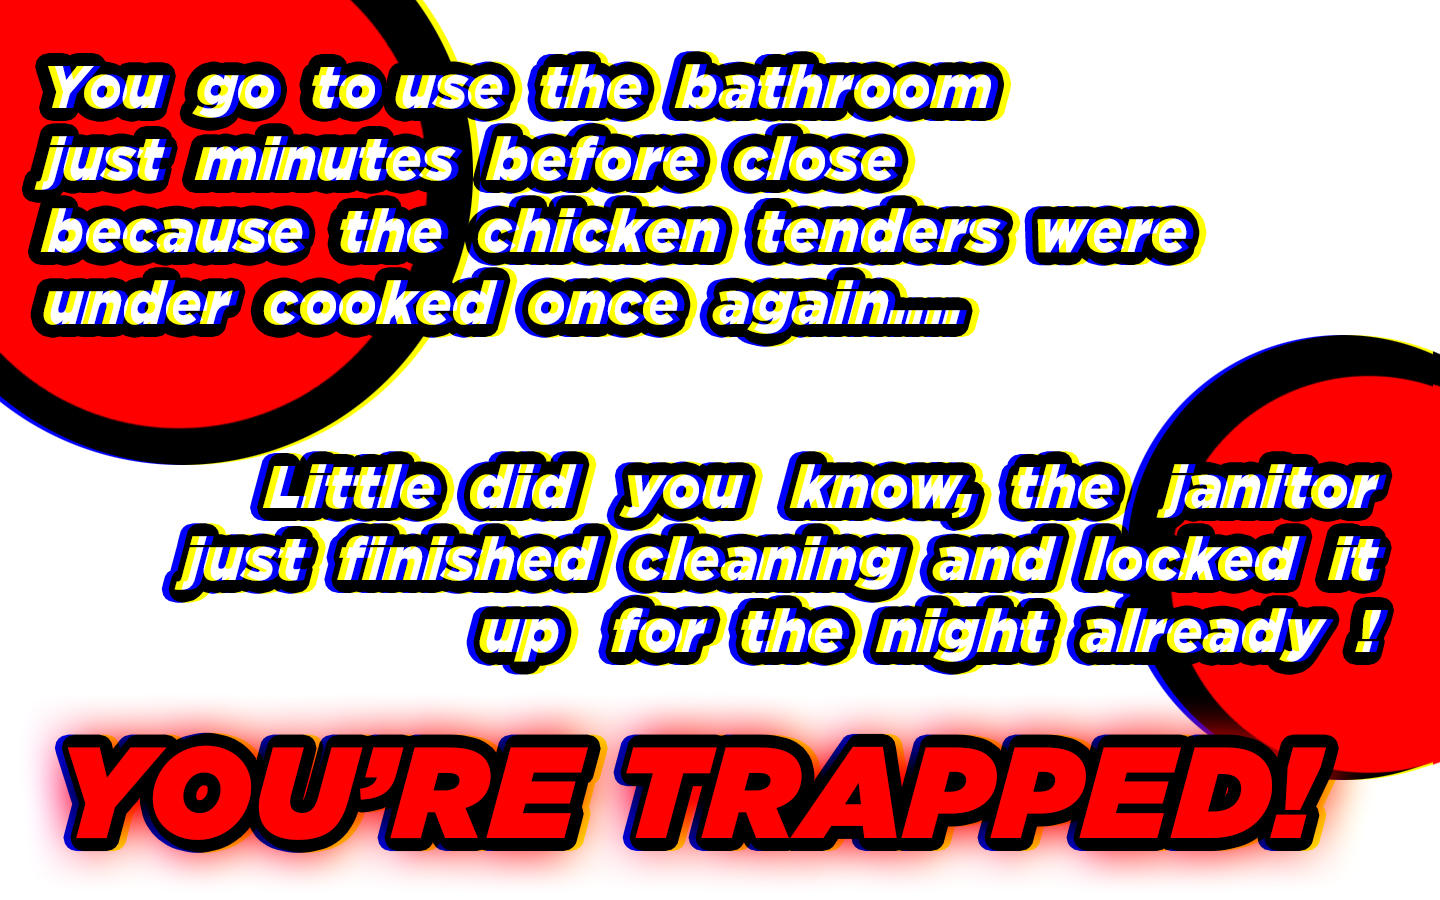 You go to use the bathroom
just minutes before close
because the chicken tenders were
under cooked once again....
Little did you know, the janitor
just finished cleaning and locked it
up for the night already !
YOU'RE TRAPPED!